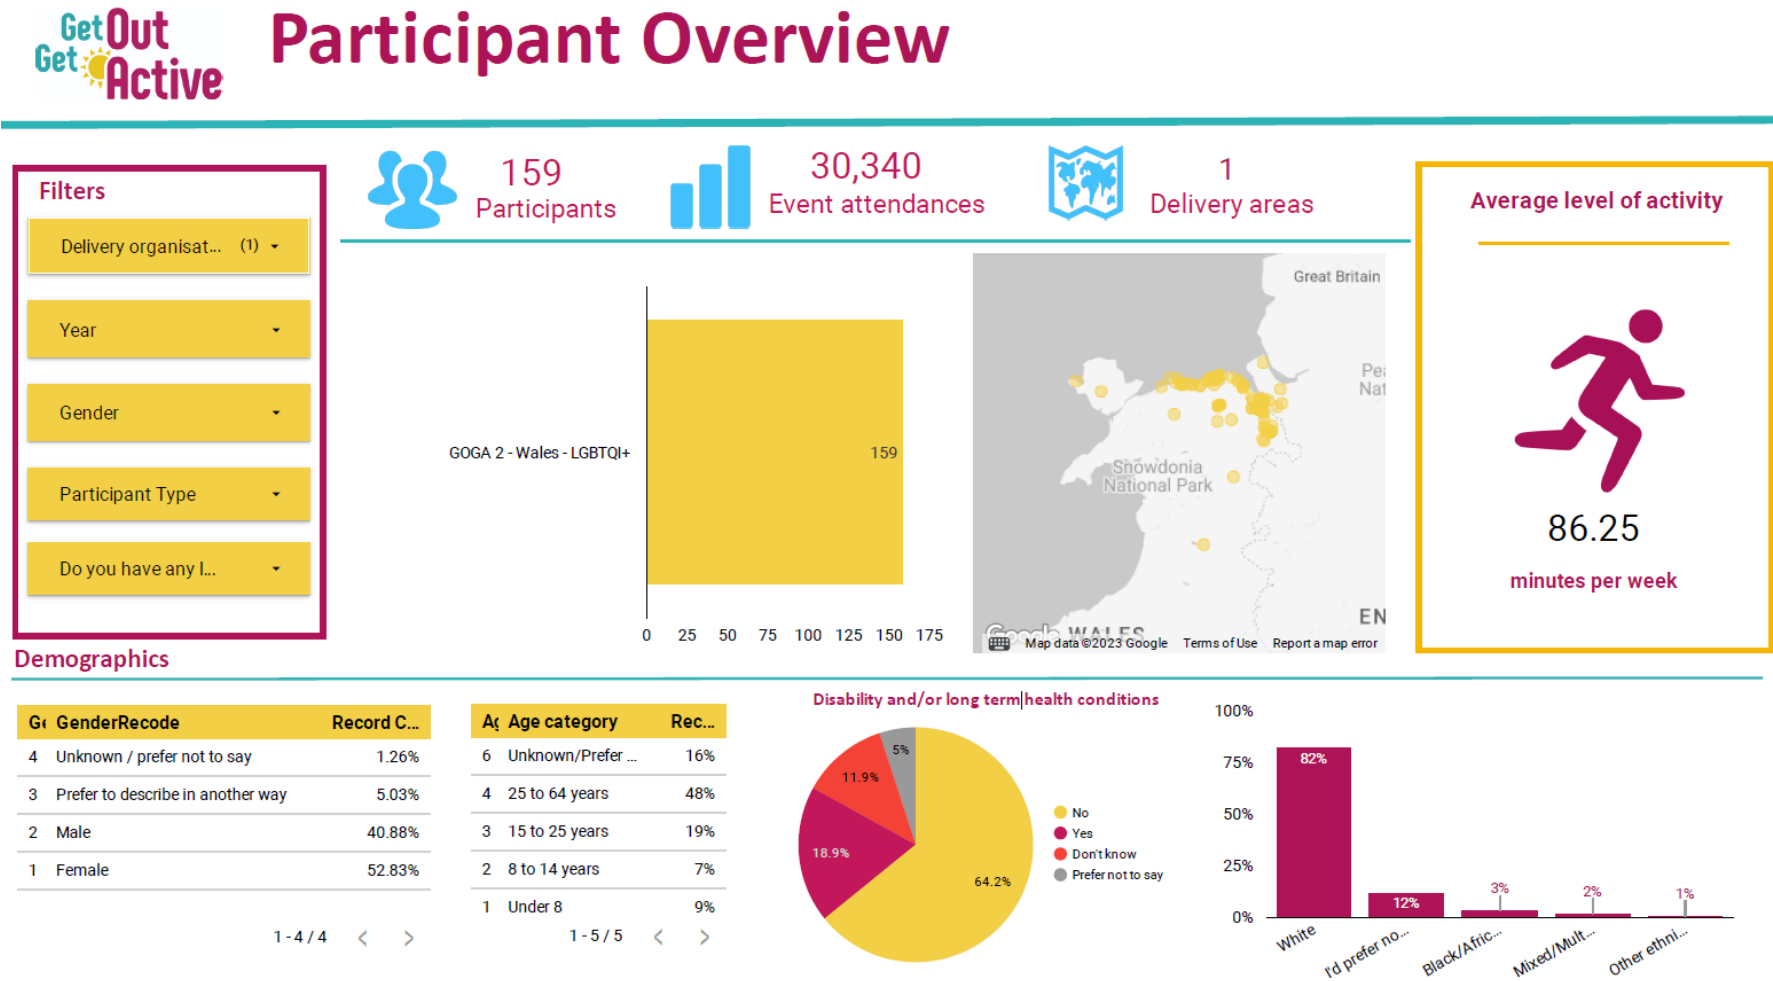 Get Out
Get Active
Participant Overview
Filters
Delivery organisat... (1)
Year
Gender
Participant Type
Do you have any l...
159
Participants
30,340
Event attendances
1
Delivery areas
GOGA 2 - Wales - LGBTQI+
159
0 25 50 75 100 125 150 175
Great Britain
Pea
Nat
Snowdonia
National Park
EN
Google WALES
Map data ©2023 Google Terms of Use Report a map error
Average level of activity
86.25
minutes per week
Demographics
Ge GenderRecode Record C...
4 Unknown / prefer not to say 1.26%
3 Prefer to describe in another way 5.03%
2 Male 40.88%
1 Female 52.83%
1 - 4 / 4
Ag Age category Rec...
6 Unknown/Prefer ... 16%
4 25 to 64 years 48%
3 15 to 25 years 19%
2 8 to 14 years 7%
1 Under 8 9%
1 - 5 / 5
Disability and/or long term health conditions
5%
11.9%
18.9%
64.2%
No
Yes
Don't know
Prefer not to say
100%
75%
50%
25%
0%
82%
12%
3%
2%
1%
White
I'd prefer no...
Black/Afric...
Mixed/Mult...
Other ethni...